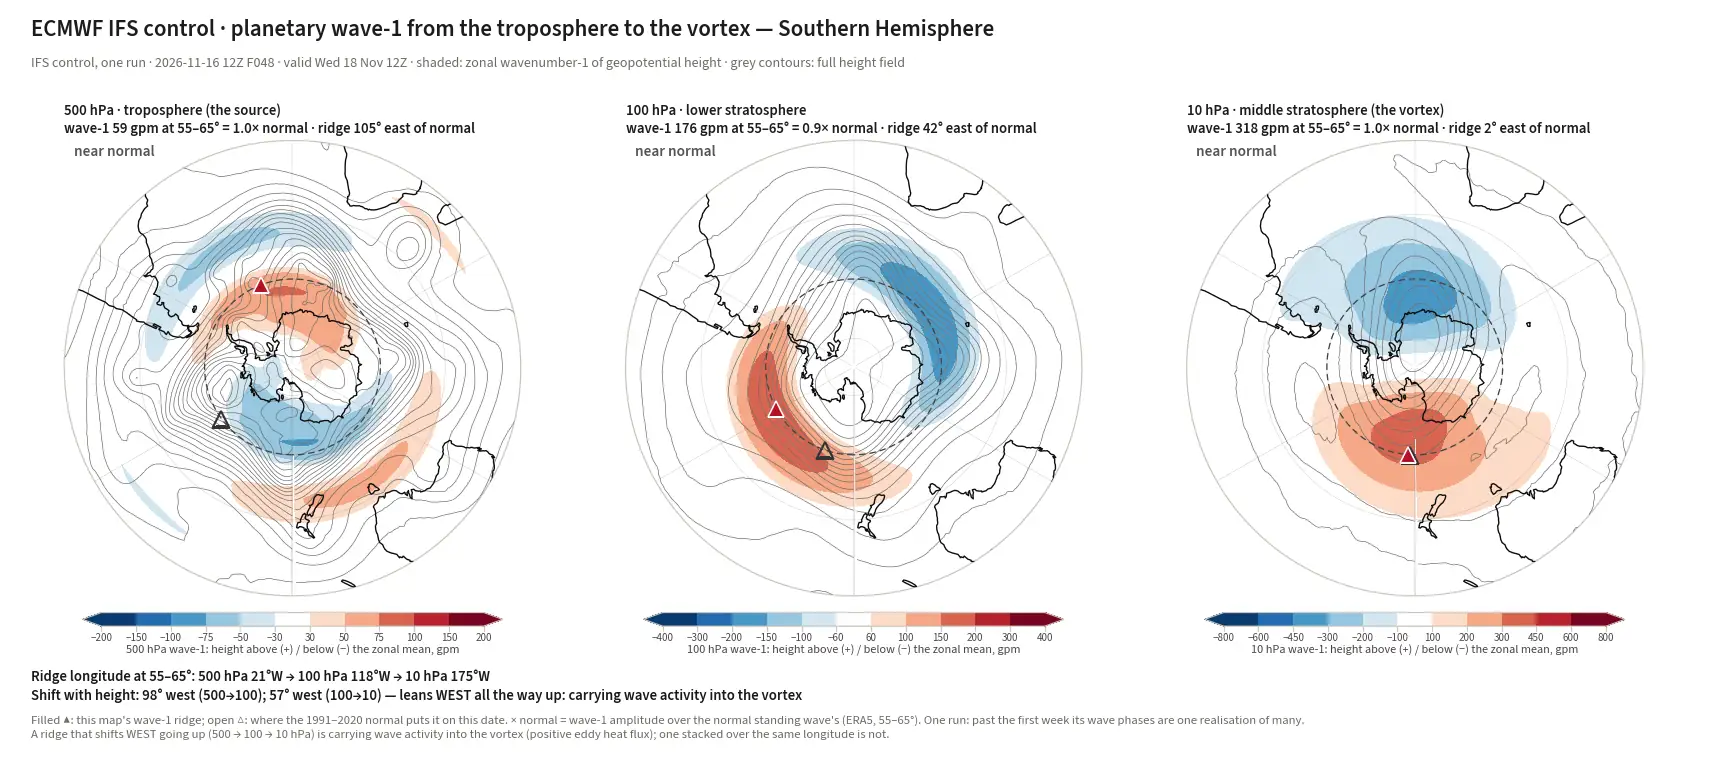 ECMWF IFS control · planetary wave-1 from the troposphere to the vortex — Southern Hemisphere
IFS control, one run · 2026-11-16 12Z F048 · valid Wed 18 Nov 12Z · shaded: zonal wavenumber-1 of geopotential height · grey contours: full height field
500 hPa · troposphere (the source)
wave-1 59 gpm at 55–65° = 1.0× normal · ridge 105° east of normal
near normal
100 hPa · lower stratosphere
wave-1 176 gpm at 55–65° = 0.9× normal · ridge 42° east of normal
near normal
10 hPa · middle stratosphere (the vortex)
wave-1 318 gpm at 55–65° = 1.0× normal · ridge 2° east of normal
near normal
−200 −150 −100 −75 −50 −30 30 50 75 100 150 200
500 hPa wave-1: height above (+) / below (−) the zonal mean, gpm
−400 −300 −200 −150 −100 −60 60 100 150 200 300 400
100 hPa wave-1: height above (+) / below (−) the zonal mean, gpm
−800 −600 −450 −300 −200 −100 100 200 300 450 600 800
10 hPa wave-1: height above (+) / below (−) the zonal mean, gpm
Ridge longitude at 55–65°: 500 hPa 21°W → 100 hPa 118°W → 10 hPa 175°W
Shift with height: 98° west (500→100); 57° west (100→10) — leans WEST all the way up: carrying wave activity into the vortex
Filled ▲: this map's wave-1 ridge; open △: where the 1991–2020 normal puts it on this date. × normal = wave-1 amplitude over the normal standing wave's (ERA5, 55–65°). One run: past the first week its wave phases are one realisation of many.
A ridge that shifts WEST going up (500 → 100 → 10 hPa) is carrying wave activity into the vortex (positive eddy heat flux); one stacked over the same longitude is not.